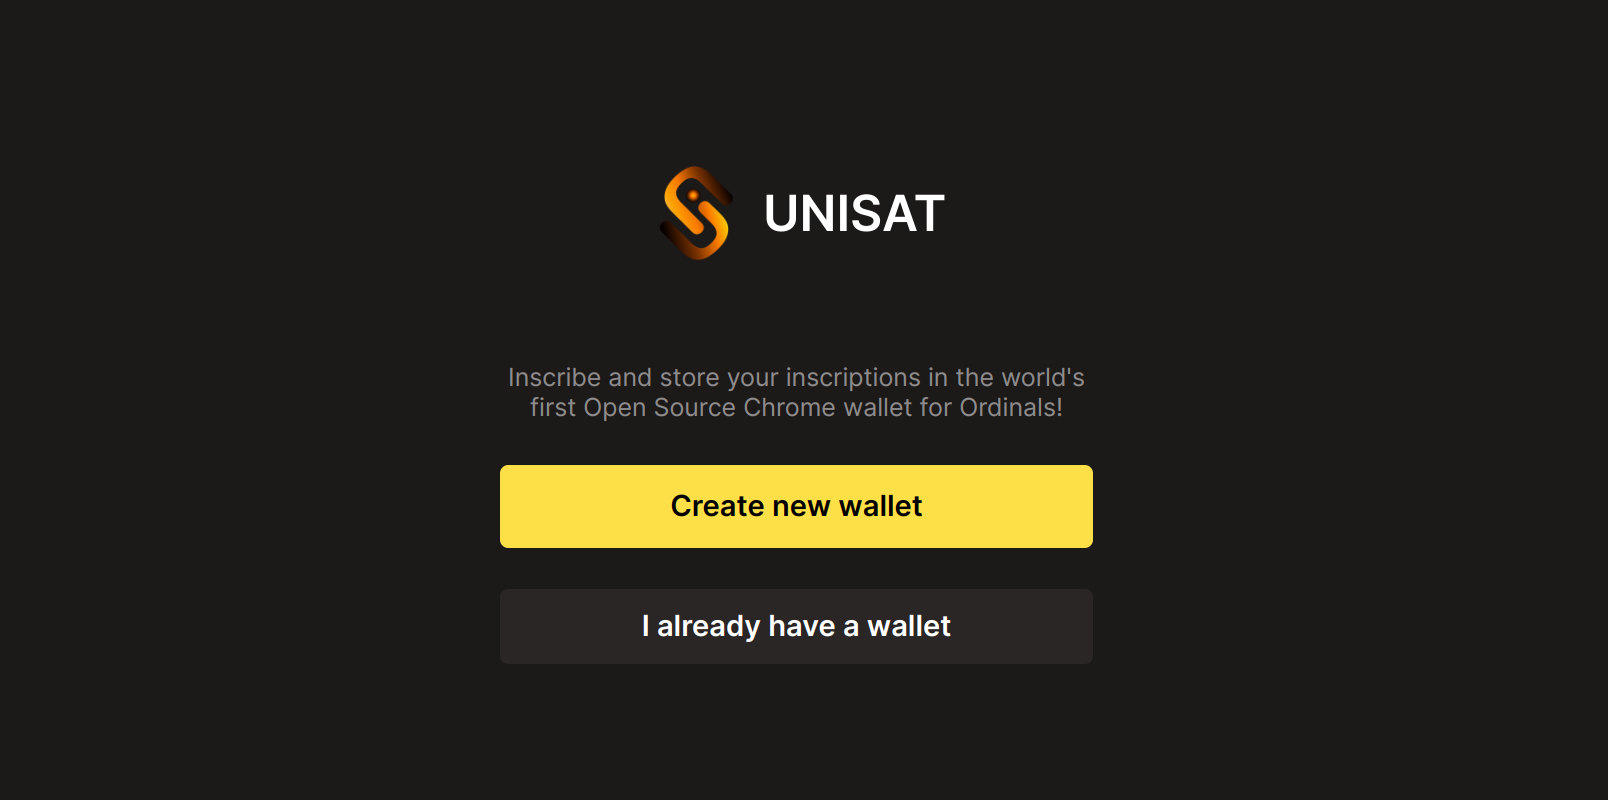 UNISAT
Inscribe and store your inscriptions in the world's
first Open Source Chrome wallet for Ordinals!
Create new wallet
I already have a wallet